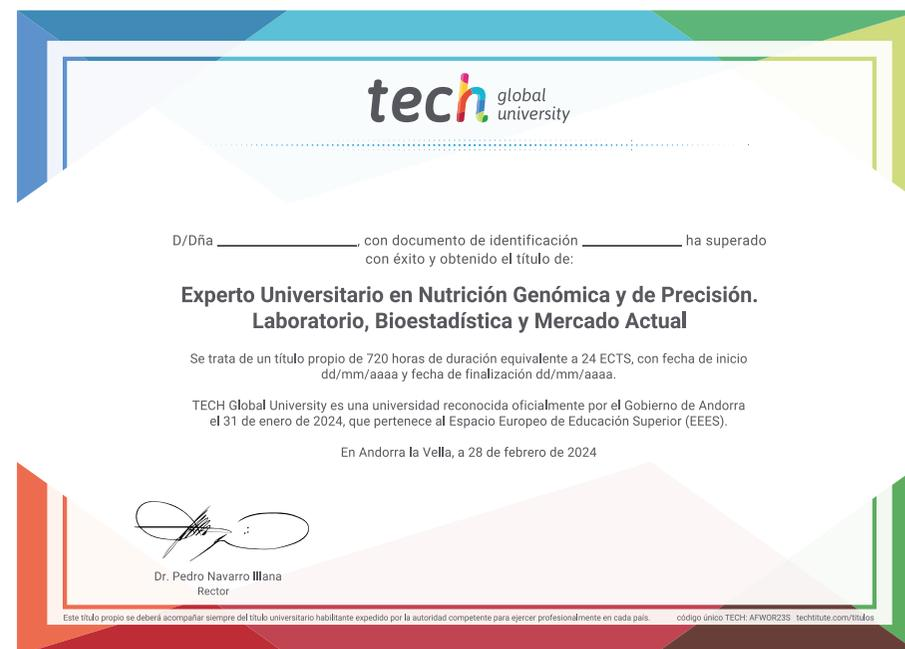 tech global
university
D/Dña ____________________, con documento de identificación ______________ ha superado
con éxito y obtenido el título de:
Experto Universitario en Nutrición Genómica y de Precisión.
Laboratorio, Bioestadística y Mercado Actual
Se trata de un título propio de 720 horas de duración equivalente a 24 ECTS, con fecha de inicio
dd/mm/aaaa y fecha de finalización dd/mm/aaaa.
TECH Global University es una universidad reconocida oficialmente por el Gobierno de Andorra
el 31 de enero de 2024, que pertenece al Espacio Europeo de Educación Superior (EEES).
En Andorra la Vella, a 28 de febrero de 2024
Dr. Pedro Navarro Illana
Rector
Este título propio se deberá acompañar siempre del título universitario habilitante expedido por la autoridad competente para ejercer profesionalmente en cada país. código único TECH: AFWOR23S techtitute.com/titulos